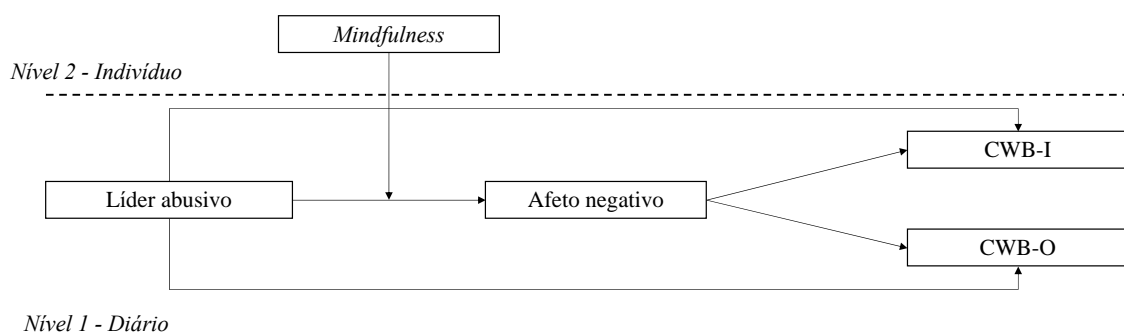 Mindfulness
Nível 2 - Indivíduo
CWB-I
Líder abusivo
Afeto negativo
CWB-O
Nível 1 - Diário